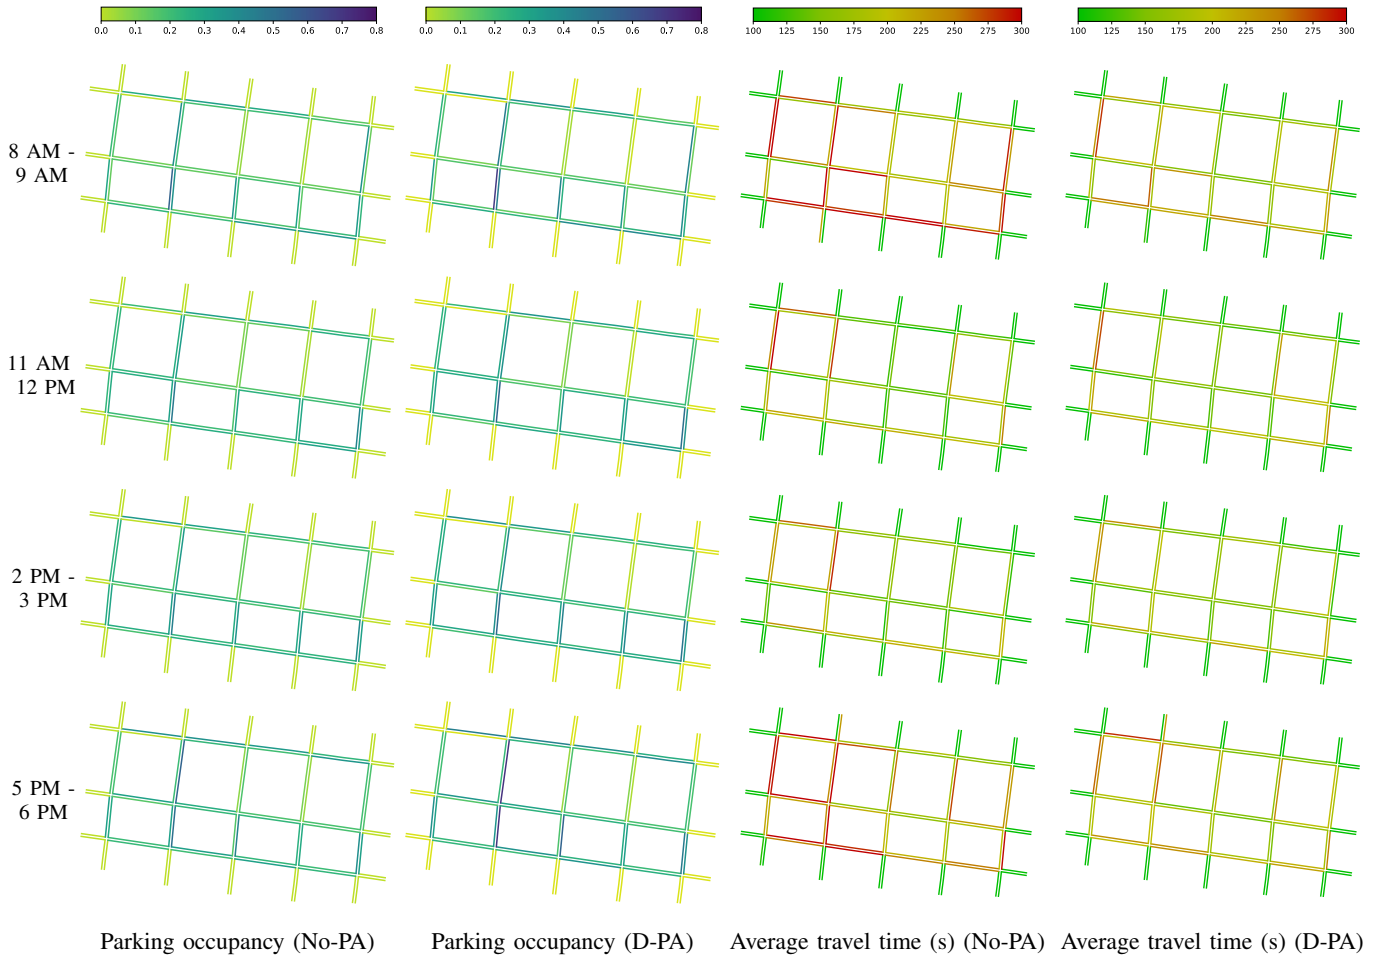 0.0 0.1 0.2 0.3 0.4 0.5 0.6 0.7 0.8
0.0 0.1 0.2 0.3 0.4 0.5 0.6 0.7 0.8
100 125 150 175 200 225 250 275 300
100 125 150 175 200 225 250 275 300
8 AM -
9 AM
11 AM
12 PM
2 PM -
3 PM
5 PM -
6 PM
Parking occupancy (No-PA)
Parking occupancy (D-PA)
Average travel time (s) (No-PA)
Average travel time (s) (D-PA)